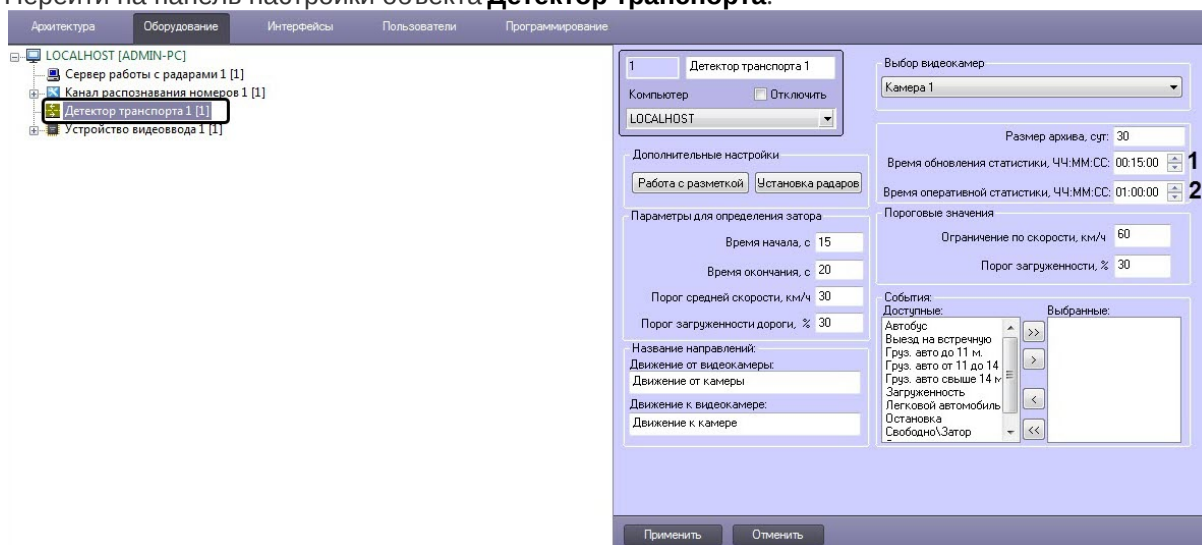 Перейти на панель настройки объекта Детектор транспорта.
Архитектура Оборудование Интерфейсы Пользователи Программирование
LOCALHOST [ADMIN-PC]
Сервер работы с радарами 1 [1]
Канал распознавания номеров 1 [1]
Детектор транспорта 1 [1]
Устройство видеоввода 1 [1]
1 Детектор транспорта 1
Компьютер Отключить
LOCALHOST
Дополнительные настройки
Работа с разметкой Установка радаров
Параметры для определения затора
Время начала, с 15
Время окончания, с 20
Порог средней скорости, км/ч 30
Порог загруженности дороги, % 30
Название направлений:
Движение от видеокамеры:
Движение от камеры
Движение к видеокамере:
Движение к камере
Выбор видеокамер
Камера 1
Размер архива, сут: 30
Время обновления статистики, ЧЧ:ММ:СС: 00:15:00 1
Время оперативной статистики, ЧЧ:ММ:СС: 01:00:00 2
Пороговые значения
Ограничение по скорости, км/ч 60
Порог загруженности, % 30
События:
Доступные: Выбранные:
Автобус
Выезд на встречную
Груз. авто до 11 м.
Груз. авто от 11 до 14
Груз. авто свыше 14 м
Загруженность
Легковой автомобиль
Остановка
Свободно\Затор
>>
>
<
<<
Применить Отменить